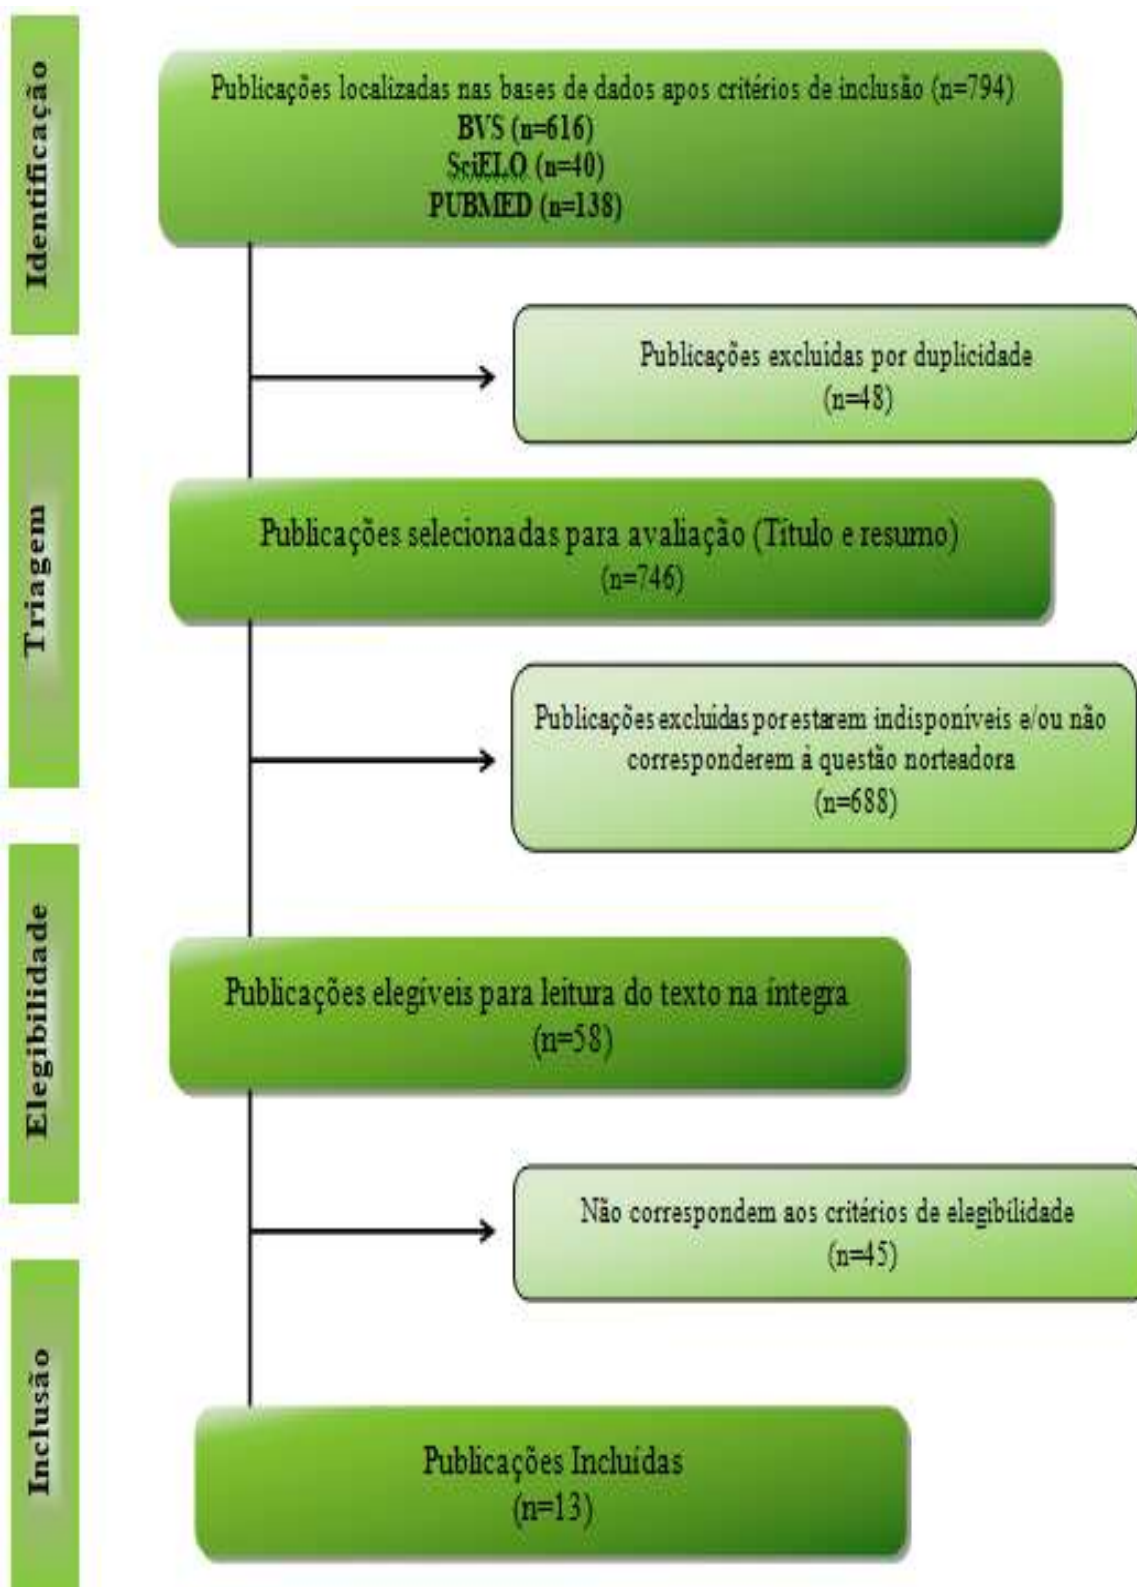 Identificação
Publicações localizadas nas bases de dados apos critérios de inclusão (n=794)
BVS (n=616)
SciELO (n=40)
PUBMED (n=138)
Publicações excluídas por duplicidade
(n=48)
Triagem
Publicações selecionadas para avaliação (Título e resumo)
(n=746)
Publicações excluídas por estarem indisponíveis e/ou não
corresponderem à questão norteadora
(n=688)
Elegibilidade
Publicações elegíveis para leitura do texto na íntegra
(n=58)
Não correspondem aos critérios de elegibilidade
(n=45)
Inclusão
Publicações Incluídas
(n=13)